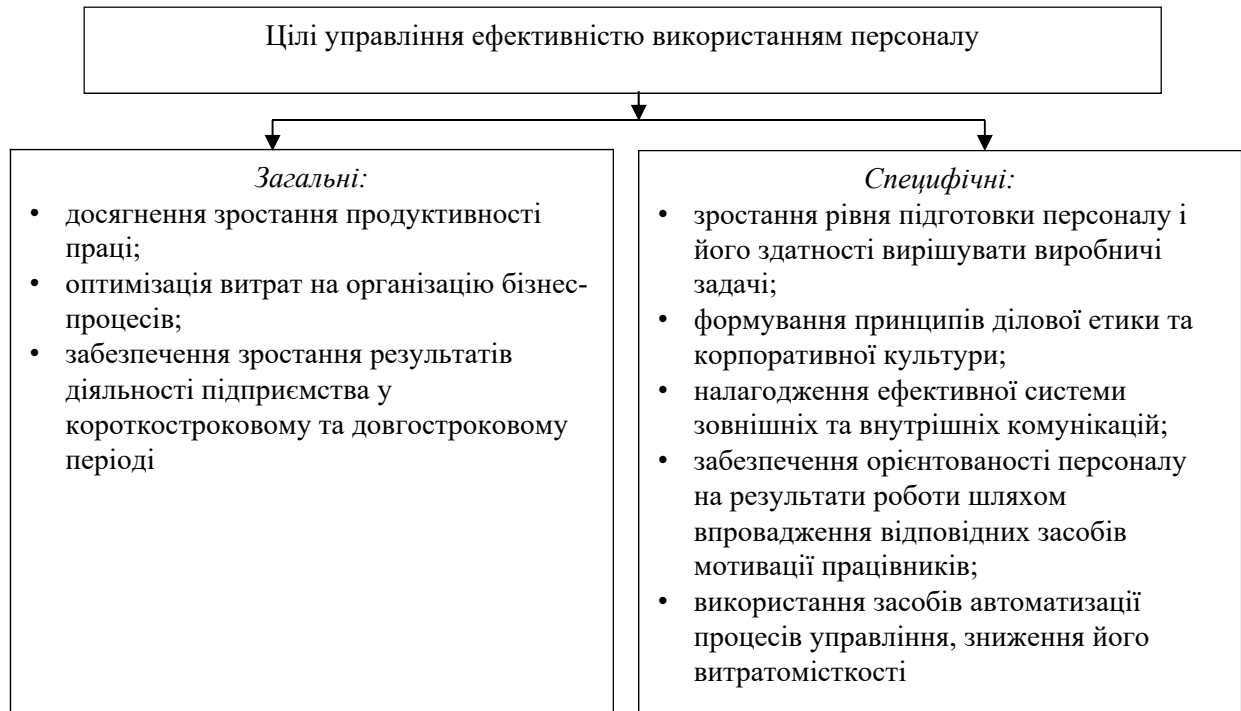 Цілі управління ефективністю використанням персоналу
Загальні:
• досягнення зростання продуктивності
праці;
• оптимізація витрат на організацію бізнес-
процесів;
• забезпечення зростання результатів
діяльності підприємства у
короткостроковому та довгостроковому
періоді
Специфічні:
• зростання рівня підготовки персоналу і
його здатності вирішувати виробничі
задачі;
• формування принципів ділової етики та
корпоративної культури;
• налагодження ефективної системи
зовнішніх та внутрішніх комунікацій;
• забезпечення орієнтованості персоналу
на результати роботи шляхом
впровадження відповідних засобів
мотивації працівників;
• використання засобів автоматизації
процесів управління, зниження його
витратомісткості